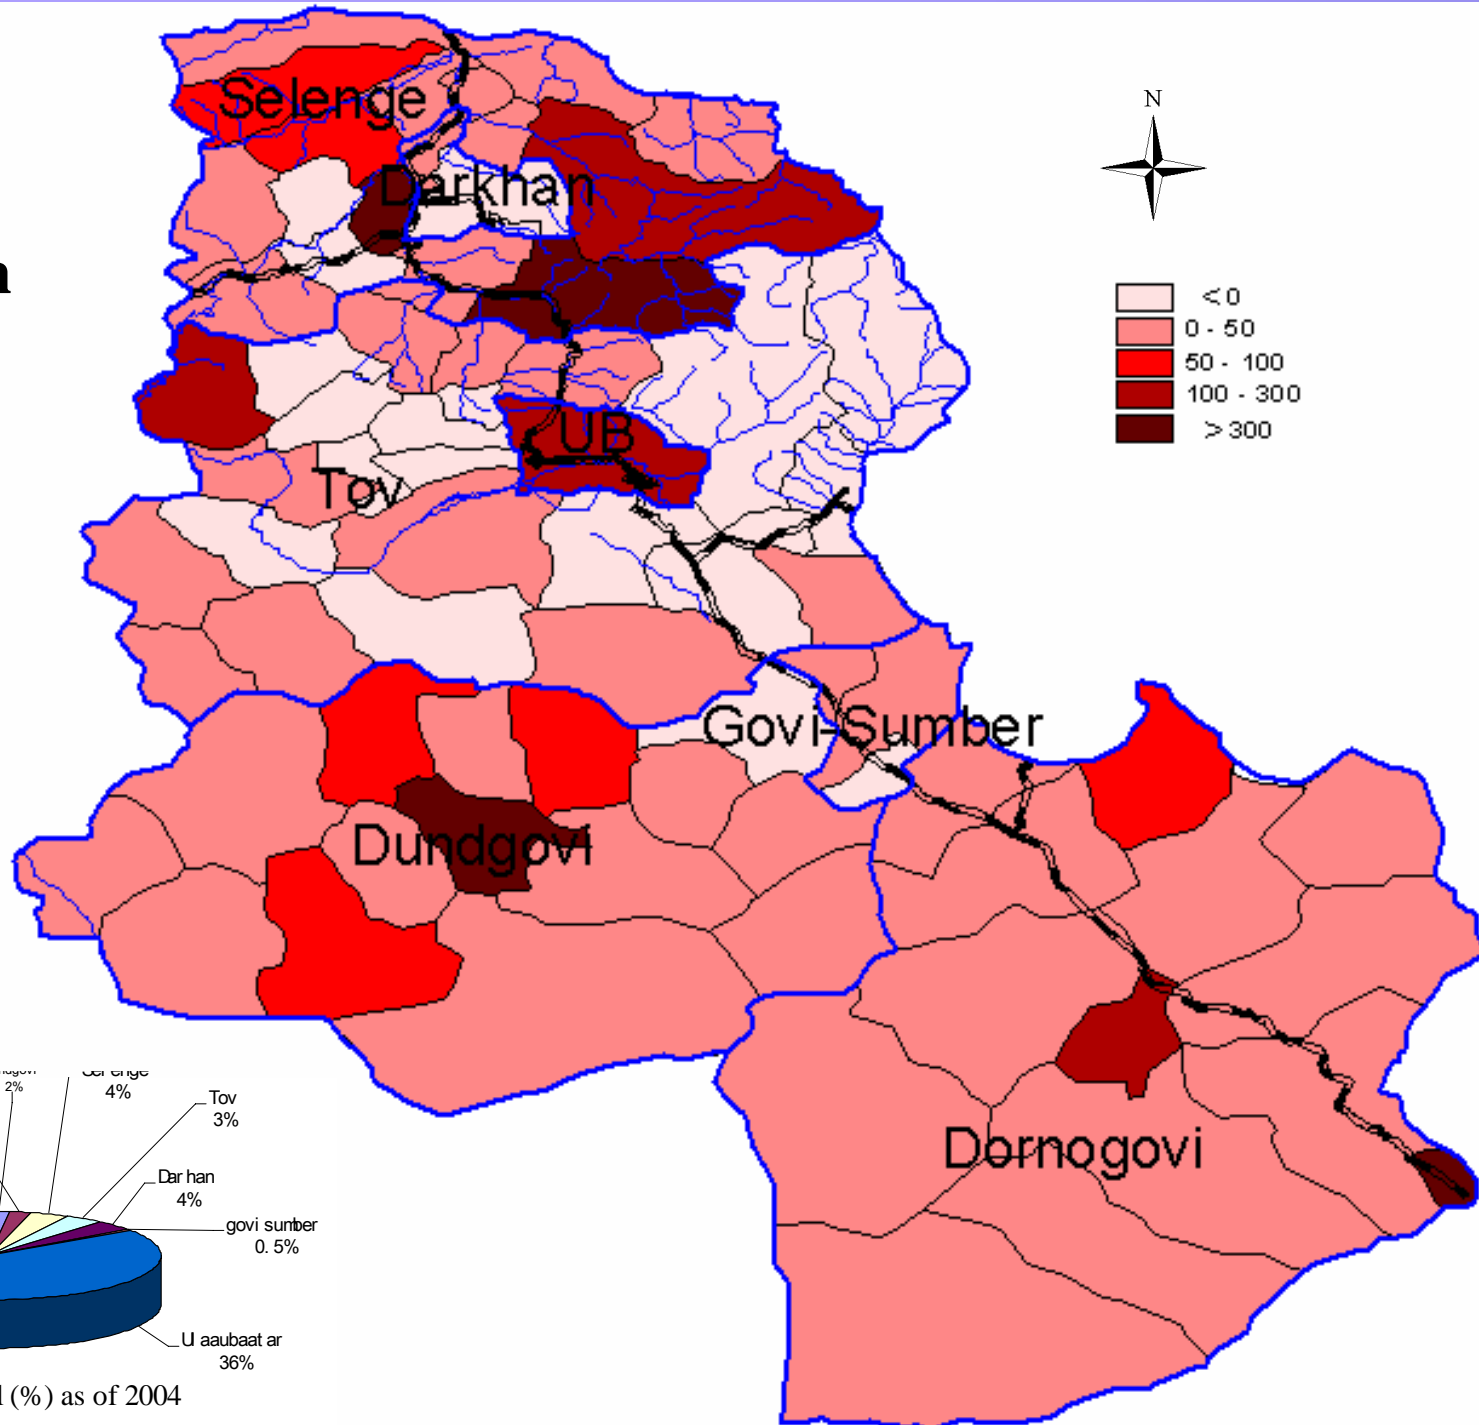 N
Selenge
Darkhan
< 0
0 - 50
50 - 100
100 - 300
> 300
UB
Tov
Govi-Sumber
Dundgovi
Dornogovi
2%
4%
Tov
3%
Dar han
4%
govi sumber
0. 5%
Ul aaubaat ar
36%
(%) as of 2004